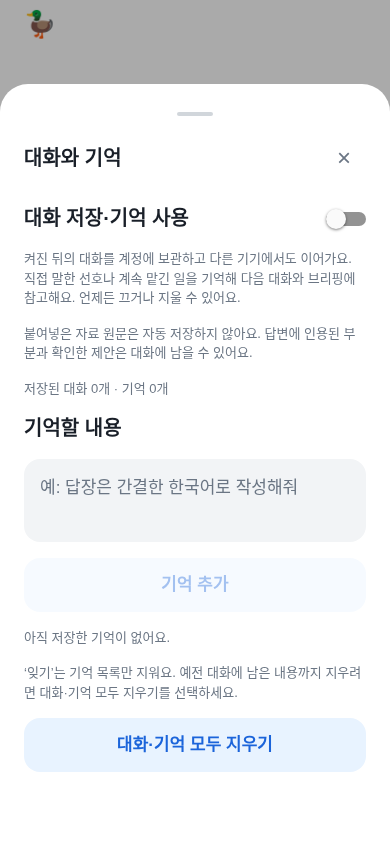 대화와 기억
대화 저장·기억 사용
켜진 뒤의 대화를 계정에 보관하고 다른 기기에서도 이어가요.
직접 말한 선호나 계속 맡긴 일을 기억해 다음 대화와 브리핑에
참고해요. 언제든 끄거나 지울 수 있어요.
붙여넣은 자료 원문은 자동 저장하지 않아요. 답변에 인용된 부
분과 확인한 제안은 대화에 남을 수 있어요.
저장된 대화 0개 · 기억 0개
기억할 내용
예: 답장은 간결한 한국어로 작성해줘
기억 추가
아직 저장한 기억이 없어요.
‘잊기’는 기억 목록만 지워요. 예전 대화에 남은 내용까지 지우려
면 대화·기억 모두 지우기를 선택하세요.
대화·기억 모두 지우기